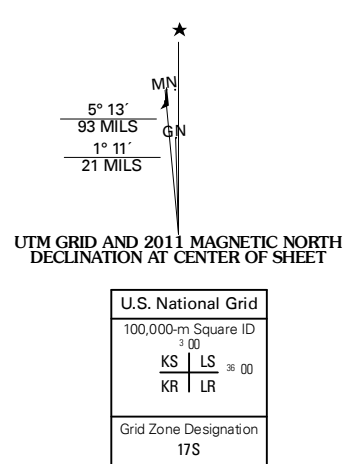 ★
MN
5° 13´
93 MILS
GN
1° 11´
21 MILS
UTM GRID AND 2011 MAGNETIC NORTH
DECLINATION AT CENTER OF SHEET
U.S. National Grid
100,000-m Square ID
3 00
KS LS 36 00
KR LR
Grid Zone Designation
17S